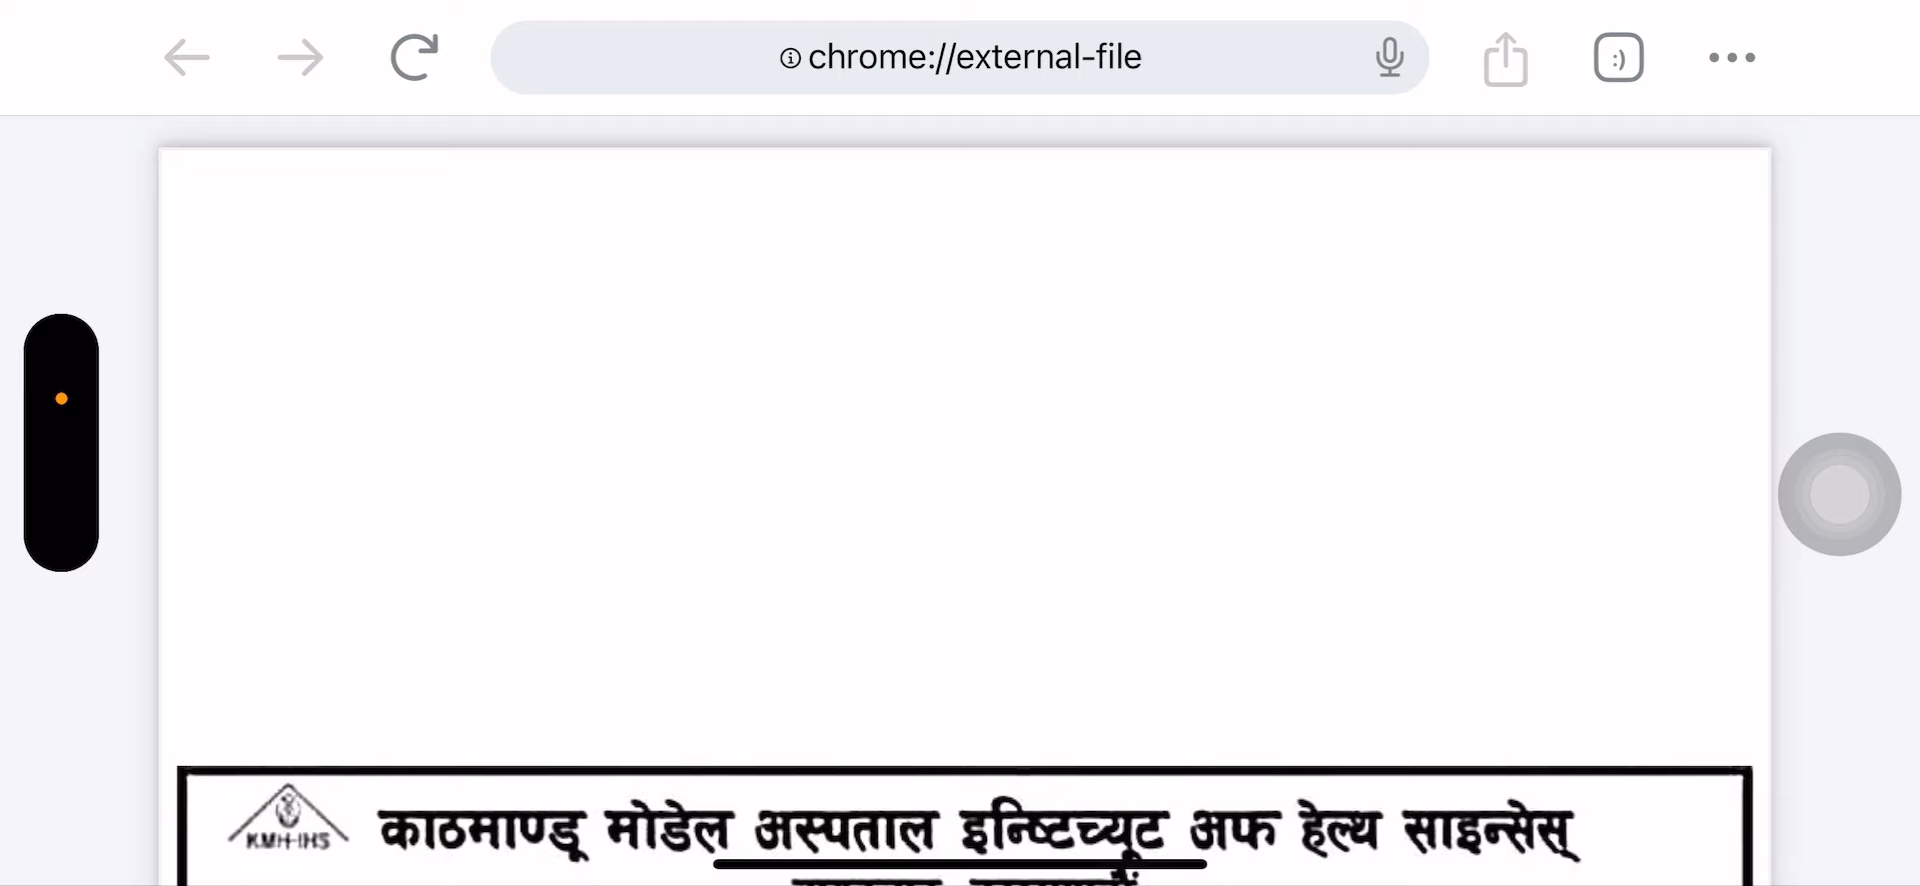 chrome://external-file
KMH-IHS
काठमाण्डू मोडेल अस्पताल इन्ष्टिच्यूट अफ हेल्थ साइन्सेस्